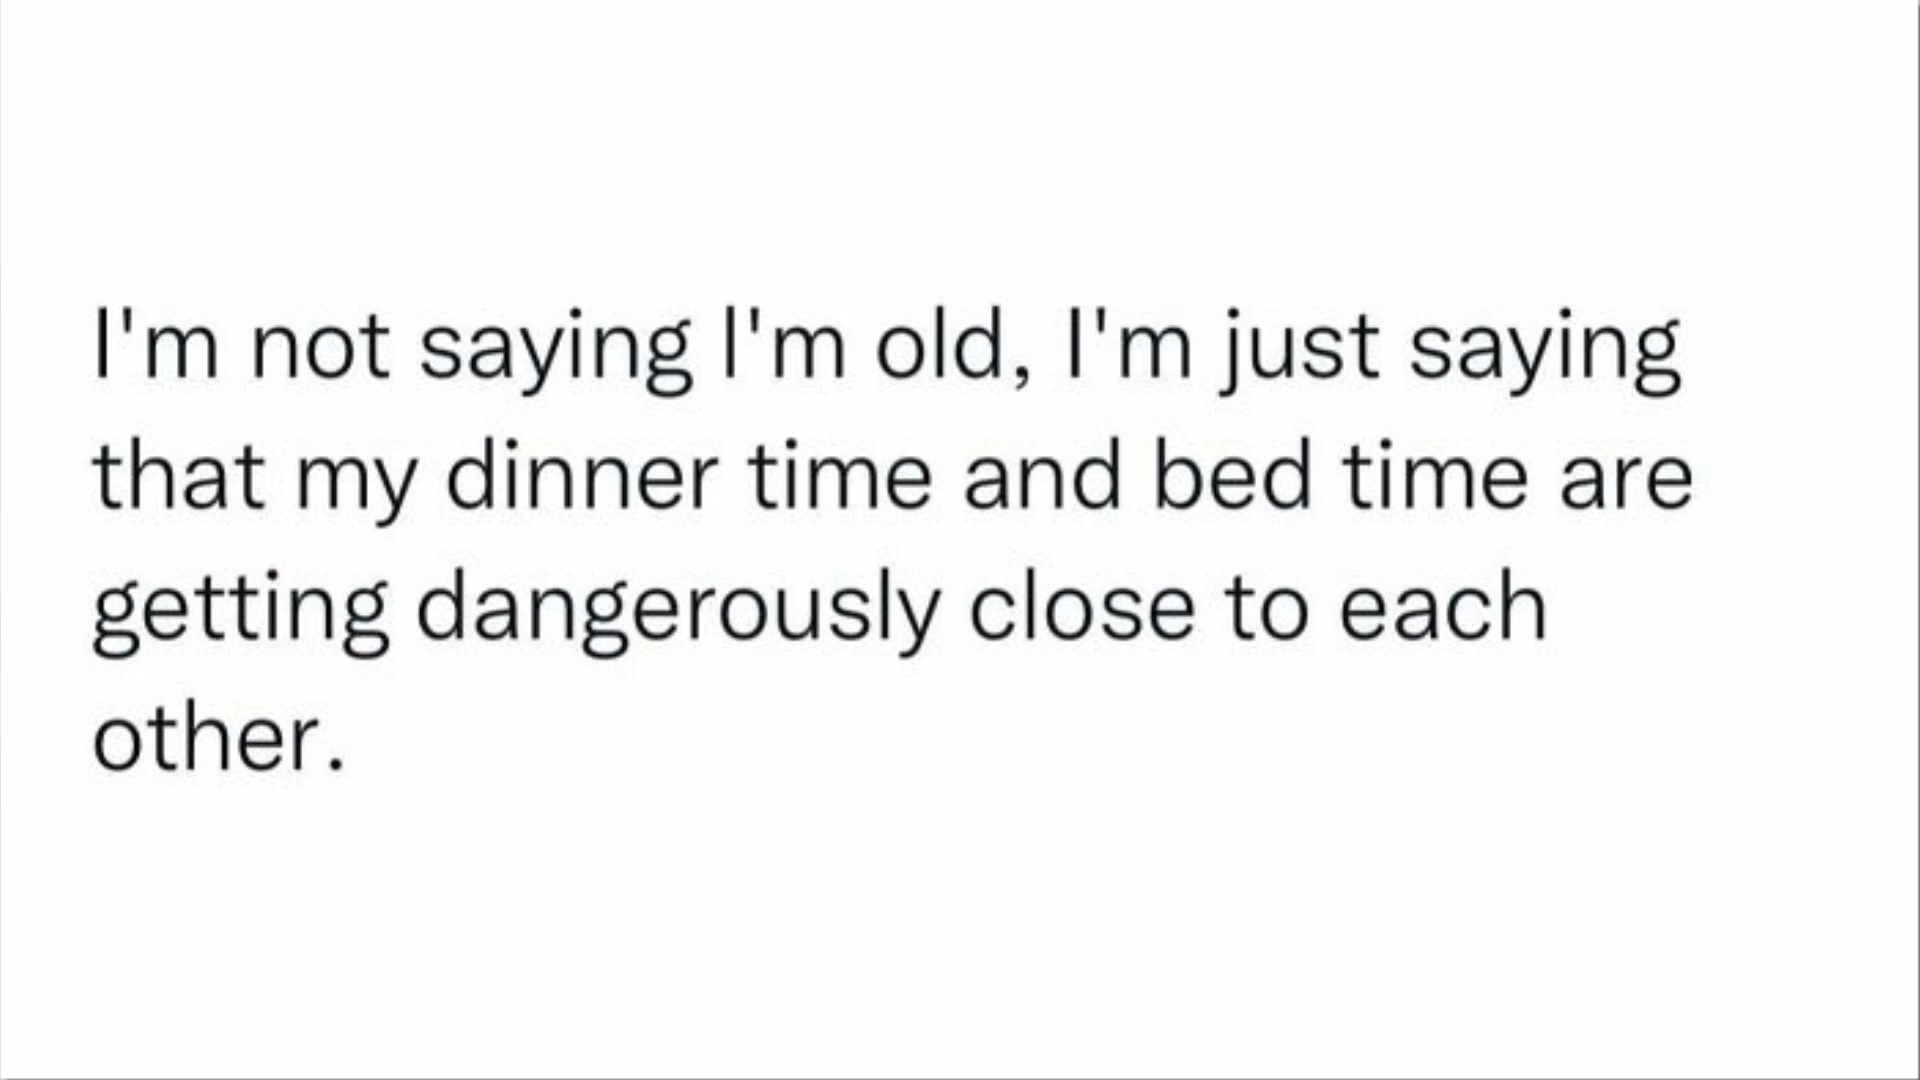 I'm not saying I'm old, I'm just saying
that my dinner time and bed time are
getting dangerously close to each
other.